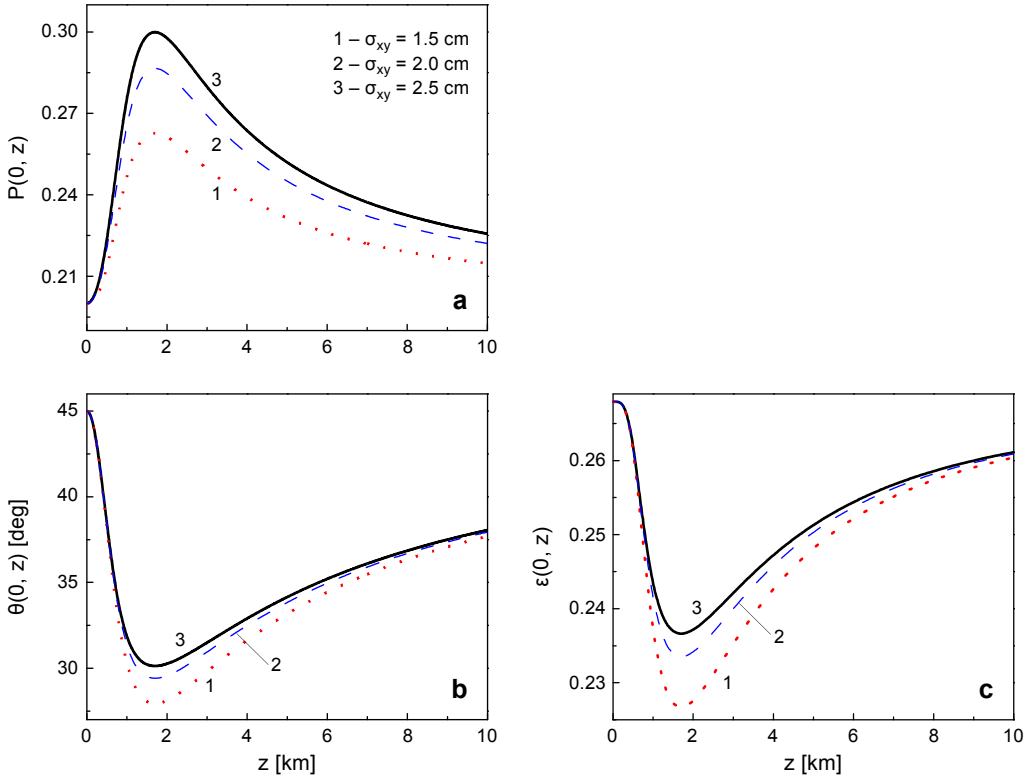 0.30
0.27
0.24
0.21
P(0, z)
1 – σxy = 1.5 cm
2 – σxy = 2.0 cm
3 – σxy = 2.5 cm
3
2
1
a
0 2 4 6 8 10
z [km]
45
40
35
30
θ(0, z) [deg]
3
2
1
b
0 2 4 6 8 10
z [km]
0.26
0.25
0.24
0.23
ε(0, z)
3
2
1
c
0 2 4 6 8 10
z [km]